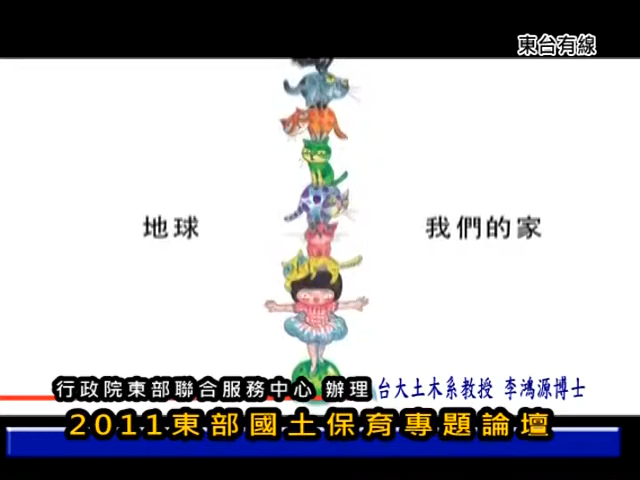 東台有線
地球 我們的家
行政院東部聯合服務中心 辦理 台大土木系教授 李鴻源博士
2011東部國土保育專題論壇